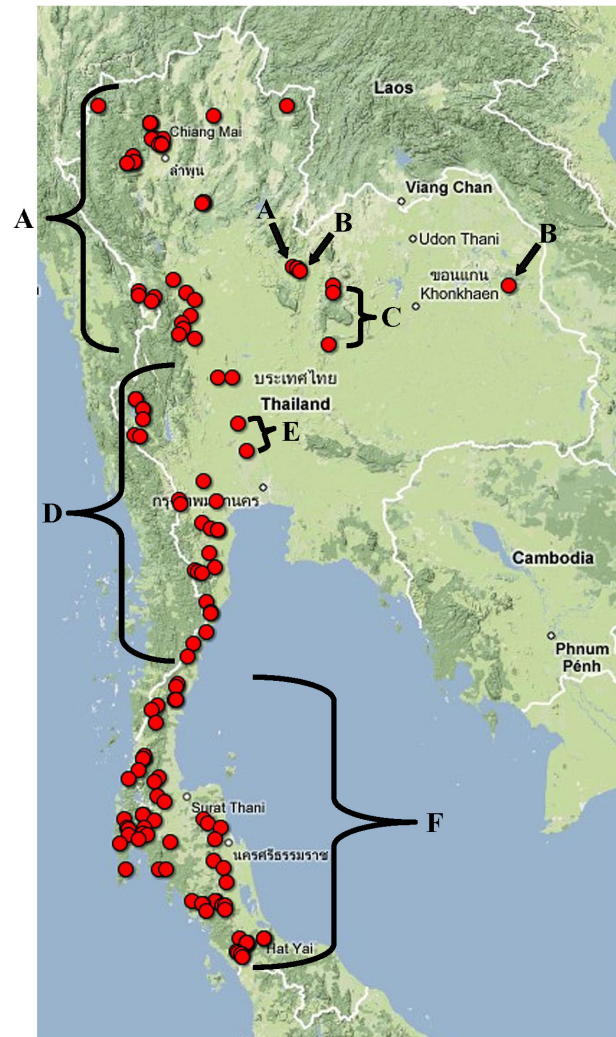 Laos
Chiang Mai
ลำพูน
A
Viang Chan
A
B
Udon Thani
B
ขอนแก่น
Khonkhaen
C
ประเทศไทย
Thailand
E
D
Cambodia
Phnum
Pénh
Surat Thani
F
นครศรีธรรมราช
Hat Yai